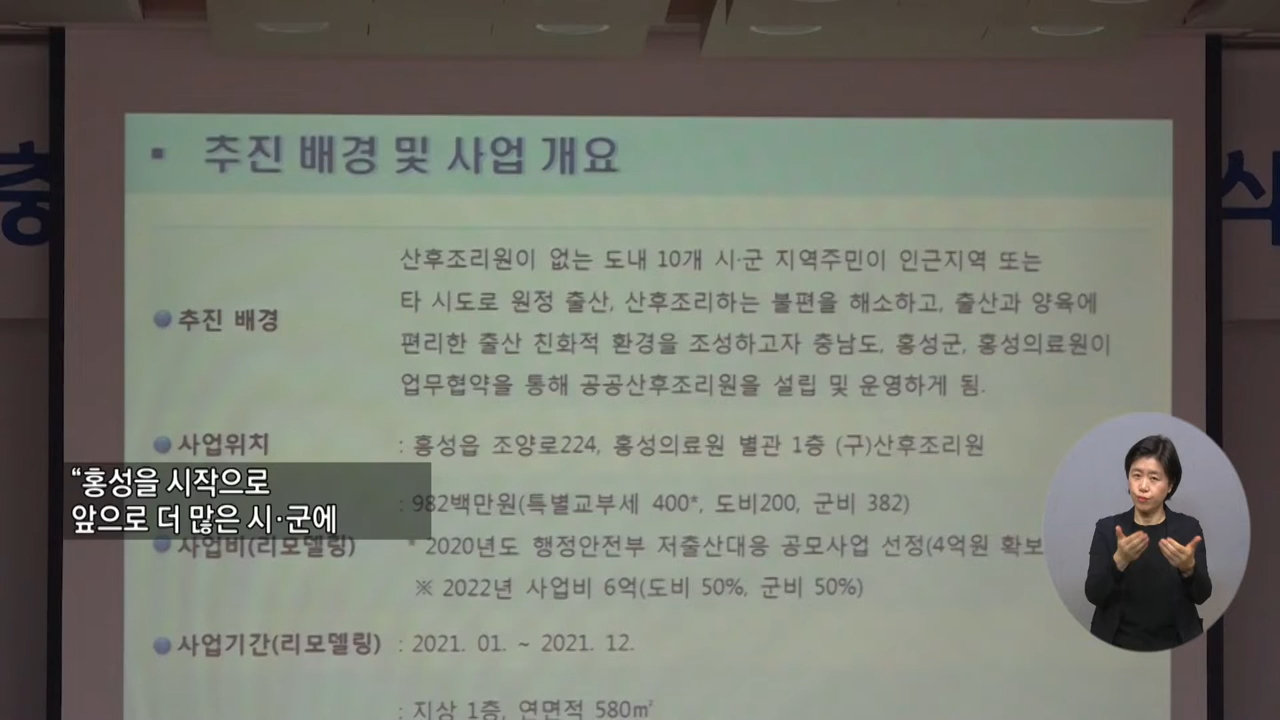 충
식
▪ 추진 배경 및 사업 개요
산후조리원이 없는 도내 10개 시·군 지역주민이 인근지역 또는
타 시도로 원정 출산, 산후조리하는 불편을 해소하고, 출산과 양육에
추진 배경
편리한 출산 친화적 환경을 조성하고자 충남도, 홍성군, 홍성의료원이
업무협약을 통해 공공산후조리원을 설립 및 운영하게 됨.
사업위치 : 홍성읍 조양로224, 홍성의료원 별관 1층 (구)산후조리원
“홍성을 시작으로
앞으로 더 많은 시·군에
: 982백만원(특별교부세 400*, 도비200, 군비 382)
사업비(리모델링) * 2020년도 행정안전부 저출산대응 공모사업 선정(4억원 확보
※ 2022년 사업비 6억(도비 50%, 군비 50%)
사업기간(리모델링) : 2021. 01. ~ 2021. 12.
: 지상 1층, 연면적 580㎡